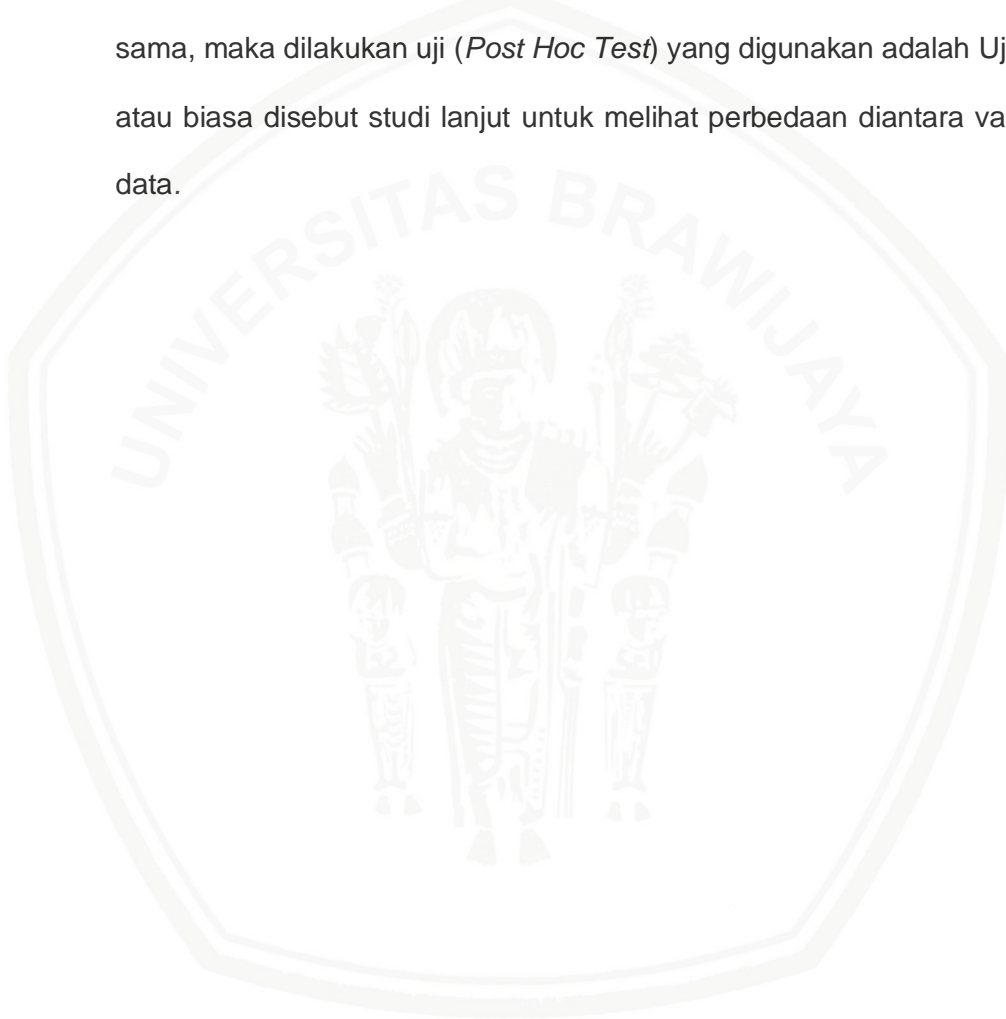 sama, maka dilakukan uji (Post Hoc Test) yang digunakan adalah Uj
atau biasa disebut studi lanjut untuk melihat perbedaan diantara va
data.
UNIVERSITAS BRAWIJAYA